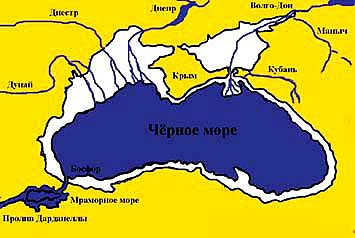 Волго-Дон
Днепр
Днестр
Маныч
Дунай
Крым
Кубань
Чёрное море
Босфор
Мраморное море
Пролив Дарданеллы